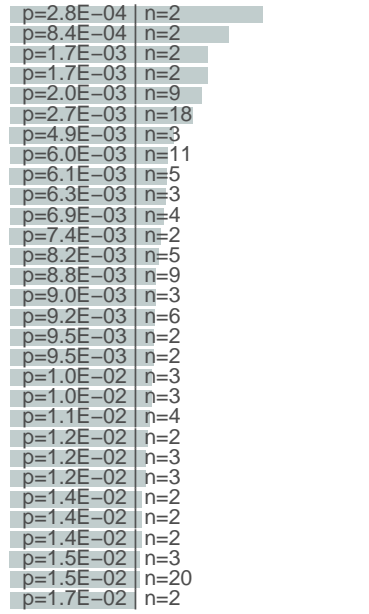 p=2.8E−04 | n=2
p=8.4E−04 | n=2
p=1.7E−03 | n=2
p=1.7E−03 | n=2
p=2.0E−03 | n=9
p=2.7E−03 | n=18
p=4.9E−03 | n=3
p=6.0E−03 | n=11
p=6.1E−03 | n=5
p=6.3E−03 | n=3
p=6.9E−03 | n=4
p=7.4E−03 | n=2
p=8.2E−03 | n=5
p=8.8E−03 | n=9
p=9.0E−03 | n=3
p=9.2E−03 | n=6
p=9.5E−03 | n=2
p=9.5E−03 | n=2
p=1.0E−02 | n=3
p=1.0E−02 | n=3
p=1.1E−02 | n=4
p=1.2E−02 | n=2
p=1.2E−02 | n=3
p=1.2E−02 | n=3
p=1.4E−02 | n=2
p=1.4E−02 | n=2
p=1.4E−02 | n=2
p=1.5E−02 | n=3
p=1.5E−02 | n=20
p=1.7E−02 | n=2